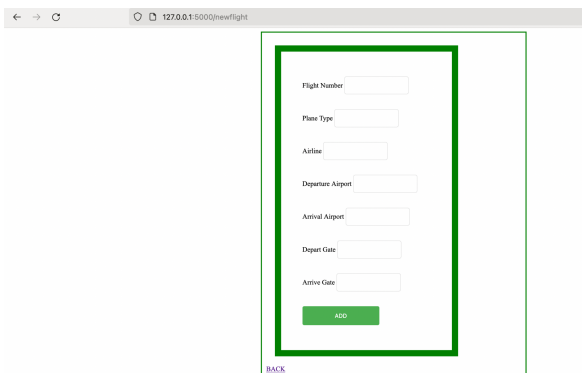 127.0.0.1:5000/newflight
Flight Number
Plane Type
Airline
Departure Airport
Arrival Airport
Depart Gate
Arrive Gate
ADD
BACK